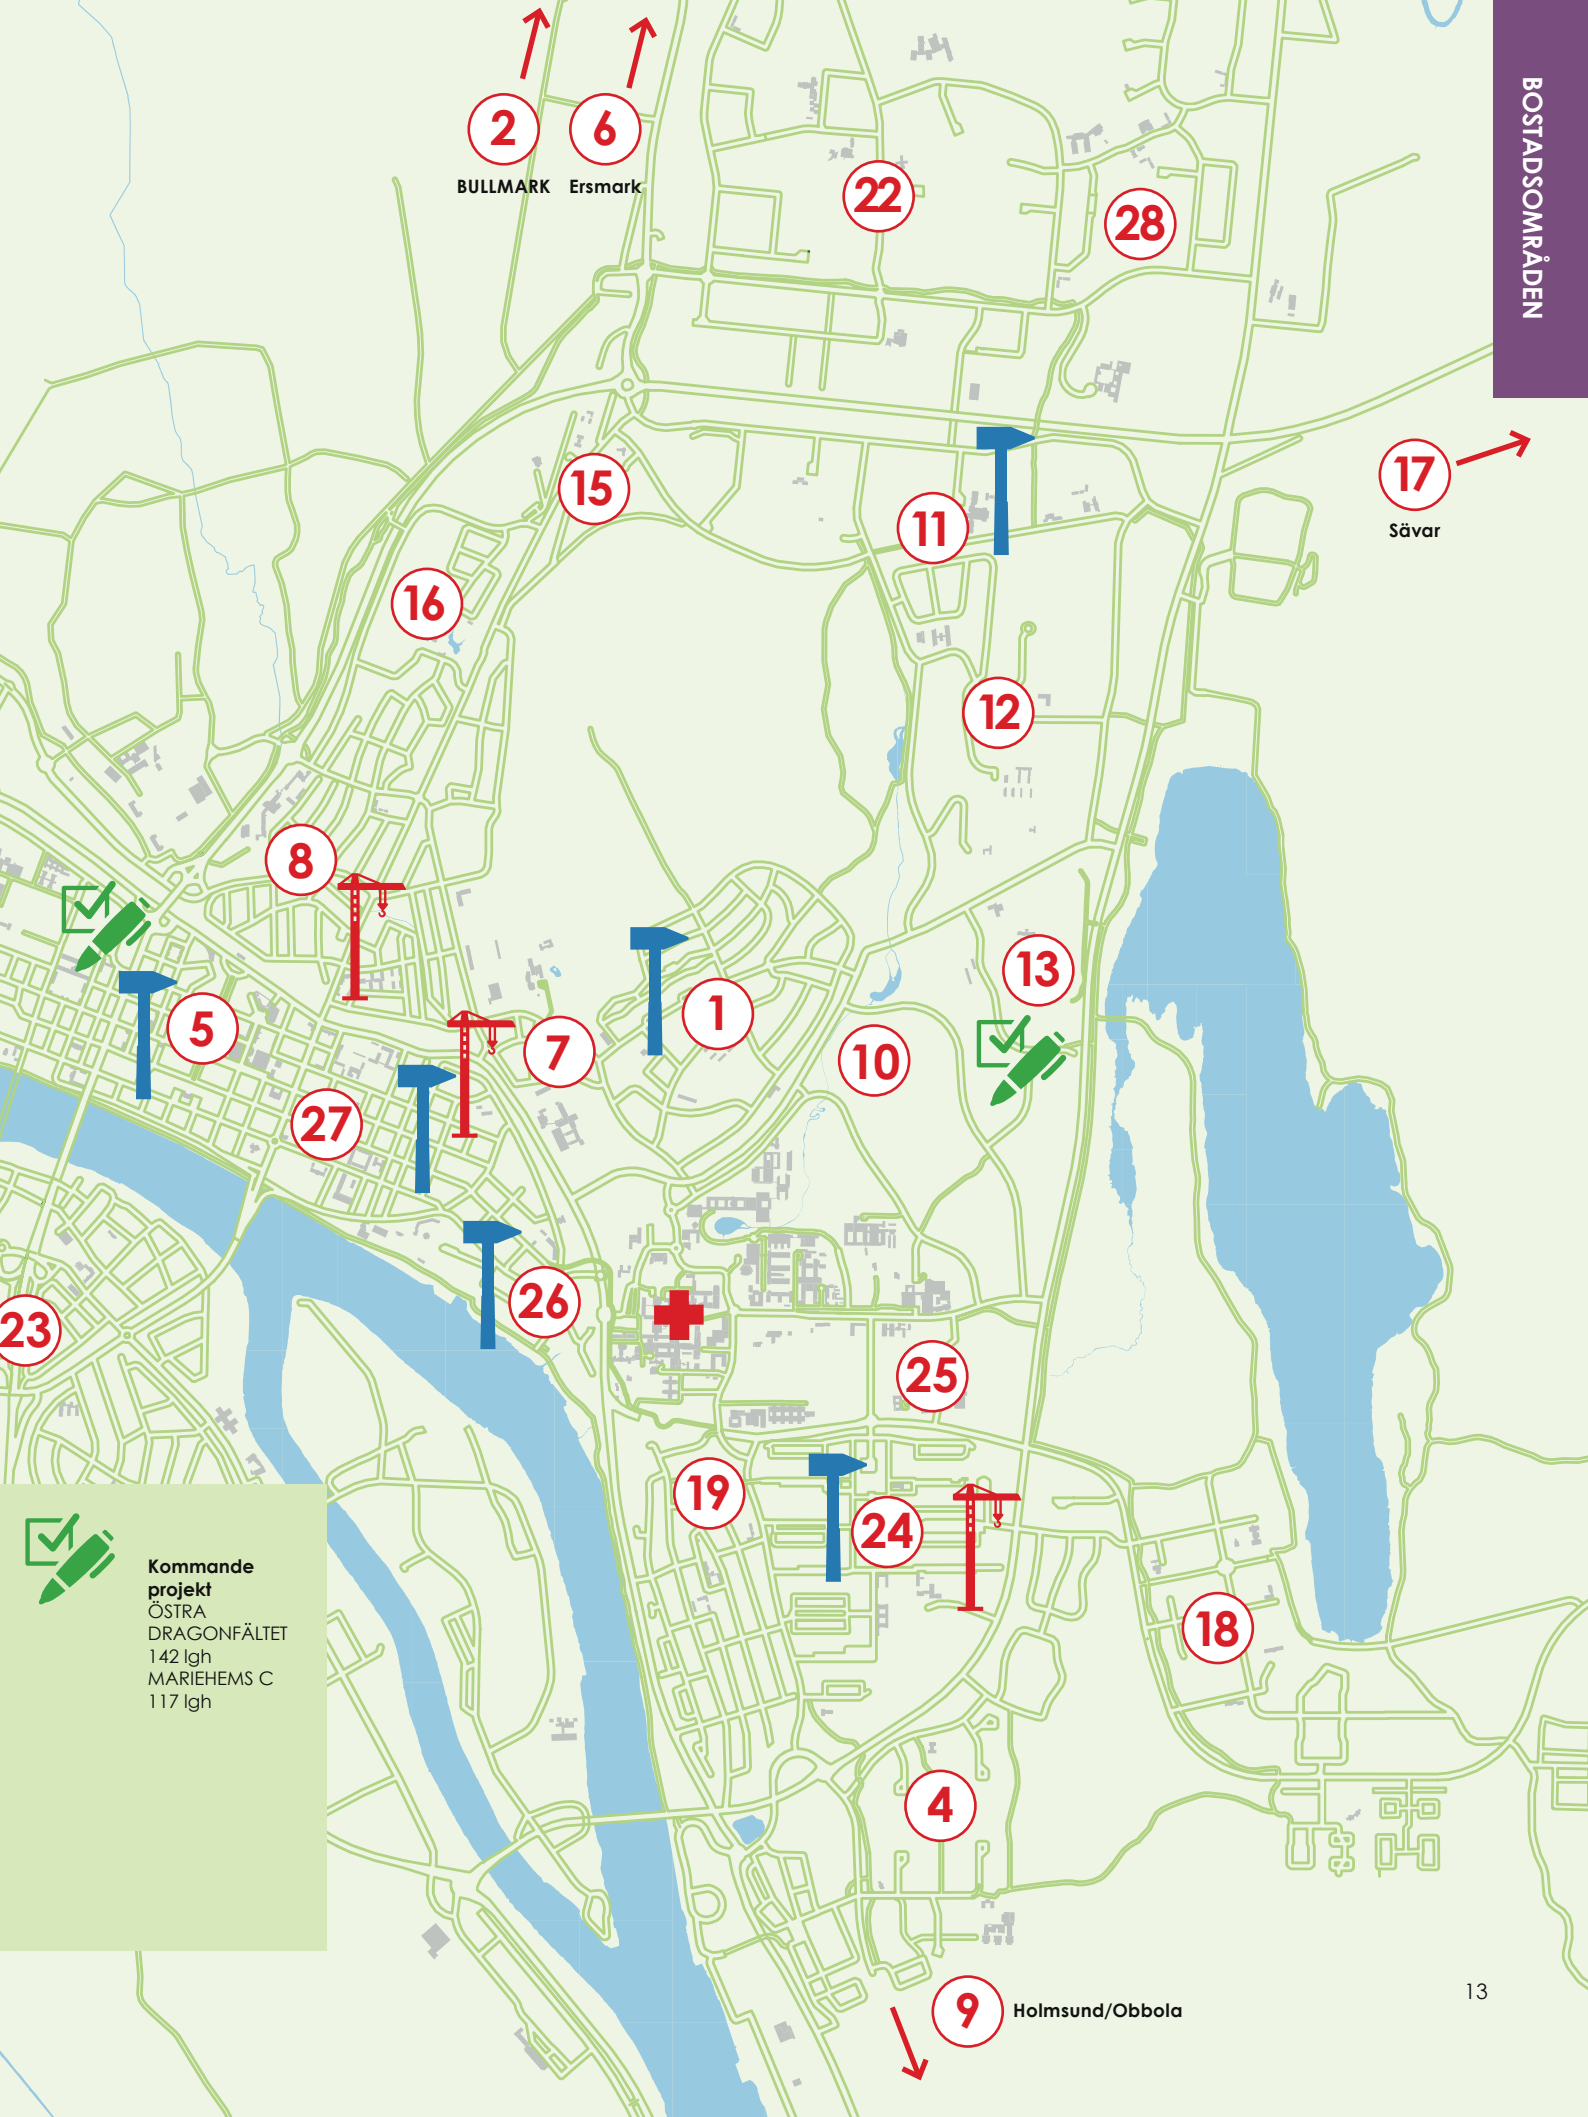 BOSTADSOMRÅDEN
2
6
BULLMARK
Ersmark
22
28
17
Sävar
15
11
16
12
8
13
1
5
7
10
27
26
23
25
19
24
18
Kommande
projekt
ÖSTRA
DRAGONFÄLTET
142 lgh
MARIEHEMS C
117 lgh
4
9
Holmsund/Obbola
13